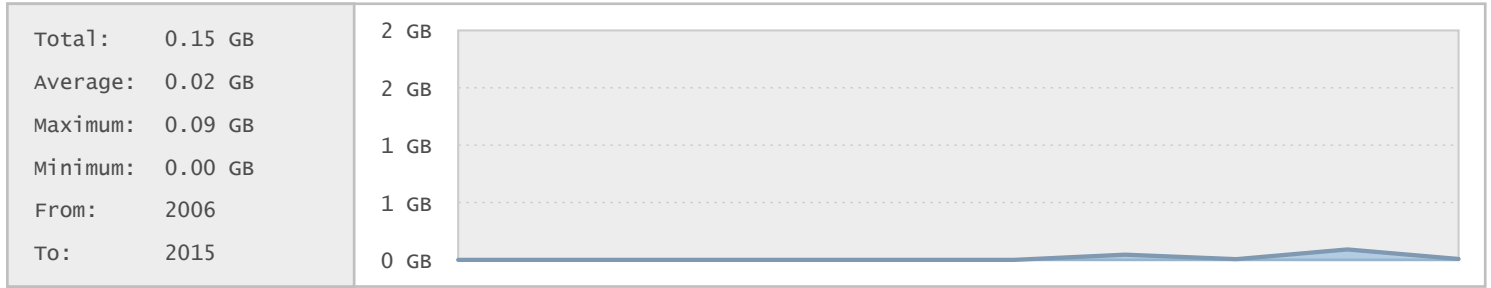 Total: 0.15 GB
Average: 0.02 GB
Maximum: 0.09 GB
Minimum: 0.00 GB
From: 2006
To: 2015
2 GB
2 GB
1 GB
1 GB
0 GB